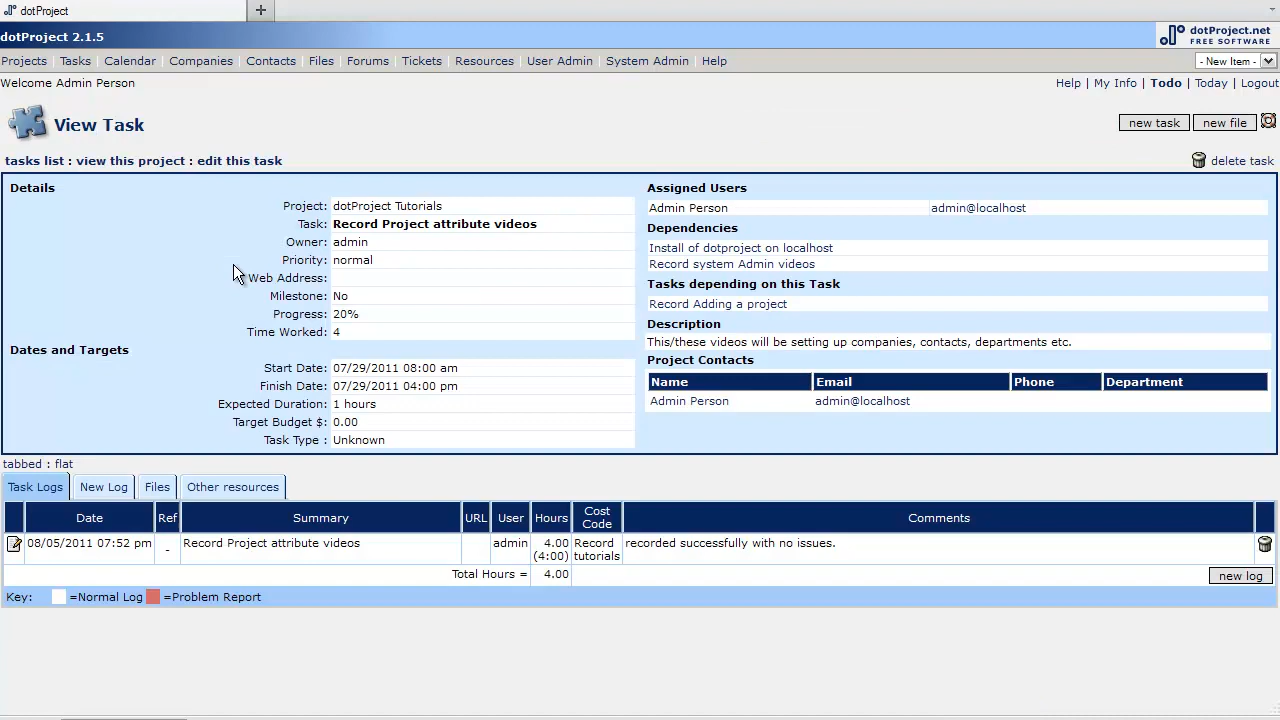 dotProject
+
dotProject 2.1.5
dotProject.net
FREE SOFTWARE
Projects Tasks Calendar Companies Contacts Files Forums Tickets Resources User Admin System Admin Help - New Item -
Welcome Admin Person Help | My Info | Todo | Today | Logout
View Task new task new file
tasks list : view this project : edit this task delete task
Details
Project: dotProject Tutorials
Task: Record Project attribute videos
Owner: admin
Priority: normal
Web Address:
Milestone: No
Progress: 20%
Time Worked: 4
Dates and Targets
Start Date: 07/29/2011 08:00 am
Finish Date: 07/29/2011 04:00 pm
Expected Duration: 1 hours
Target Budget $: 0.00
Task Type : Unknown
Assigned Users
Admin Person admin@localhost
Dependencies
Install of dotproject on localhost
Record system Admin videos
Tasks depending on this Task
Record Adding a project
Description
This/these videos will be setting up companies, contacts, departments etc.
Project Contacts
Name Email Phone Department
Admin Person admin@localhost
tabbed : flat
Task Logs New Log Files Other resources
Date Ref Summary URL User Hours Cost Code Comments
08/05/2011 07:52 pm - Record Project attribute videos admin 4.00 (4:00) Record tutorials recorded successfully with no issues.
Total Hours = 4.00
new log
Key: =Normal Log =Problem Report